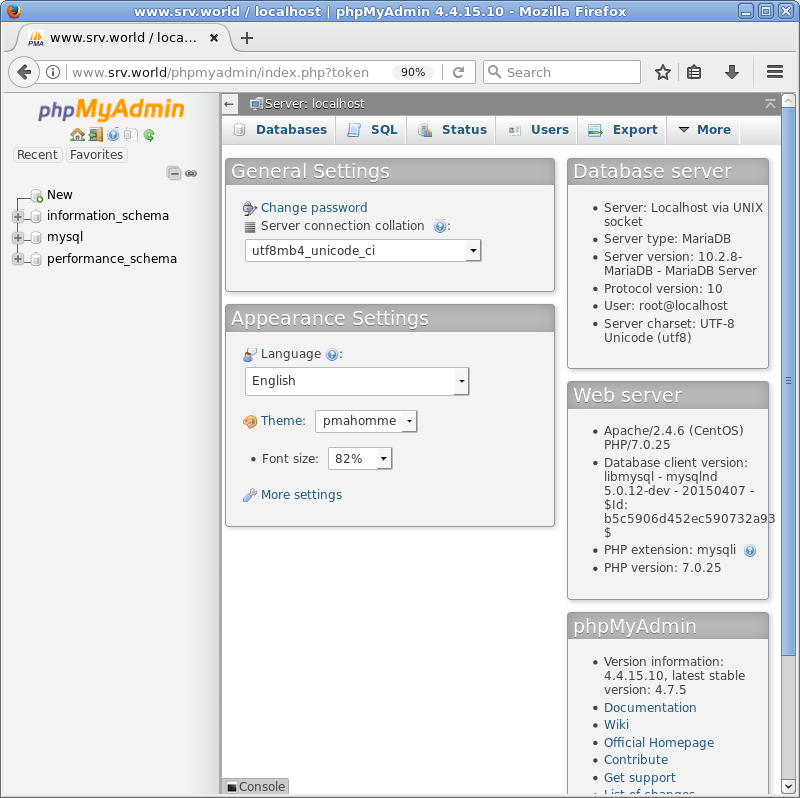 www.srv.world / localhost | phpMyAdmin 4.4.15.10 - Mozilla Firefox
PMA
www.srv.world / loca...
www.srv.world/phpmyadmin/index.php?token
90%
Search
phpMyAdmin
Recent
Favorites
New
information_schema
mysql
performance_schema
Server: localhost
Databases
SQL
Status
Users
Export
More
General Settings
Change password
Server connection collation :
utf8mb4_unicode_ci
Appearance Settings
Language :
English
Theme:
pmahomme
Font size:
82%
More settings
Database server
Server: Localhost via UNIX
socket
Server type: MariaDB
Server version: 10.2.8-
MariaDB - MariaDB Server
Protocol version: 10
User: root@localhost
Server charset: UTF-8
Unicode (utf8)
Web server
Apache/2.4.6 (CentOS)
PHP/7.0.25
Database client version:
libmysql - mysqlnd
5.0.12-dev - 20150407 -
$Id:
b5c5906d452ec590732a93
$
PHP extension: mysqli
PHP version: 7.0.25
phpMyAdmin
Version information:
4.4.15.10, latest stable
version: 4.7.5
Documentation
Wiki
Official Homepage
Contribute
Get support
List of changes
Console